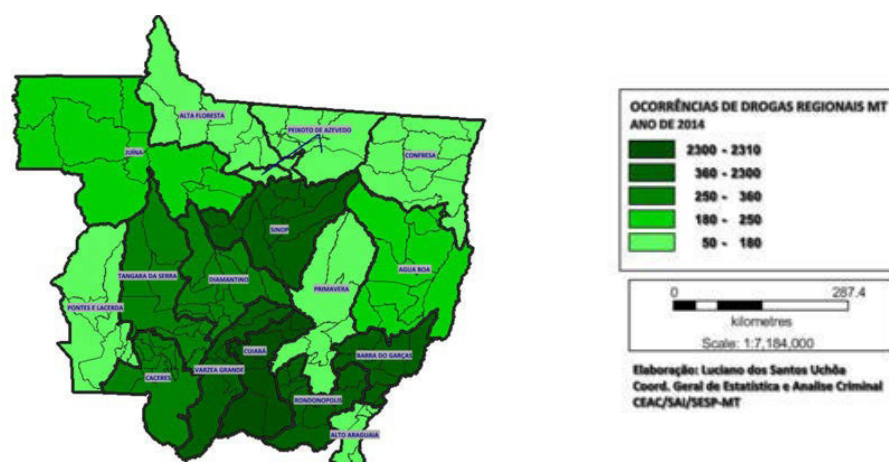 ALTA FLORESTA
PEIXOTO DE AZEVEDO
JUÍNA
CONFRESA
SINOP
TANGARA DA SERRA
DIAMANTINO
AGUA BOA
PRIMAVERA
PONTES E LACERDA
CUIABÁ
BARRA DO GARÇAS
CACERES
VARZEA GRANDE
RONDONOPOLIS
ALTO ARAGUAIA
OCORRÊNCIAS DE DROGAS REGIONAIS MT
ANO DE 2014
2300 - 2310
360 - 2300
250 - 360
180 - 250
50 - 180
0 287.4
kilometres
Scale: 1:7,184,000
Elaboração: Luciano dos Santos Uchôa
Coord. Geral de Estatística e Analise Criminal
CEAC/SAI/SESP-MT